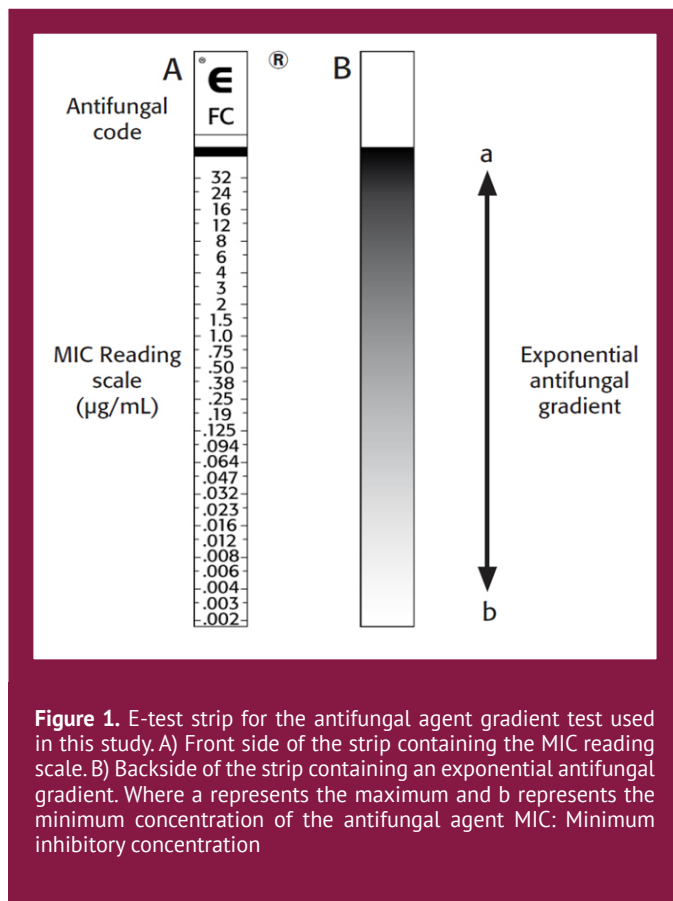 A
®
ε
FC
®
B
Antifungal
code
32
24
16
12
8
6
4
3
2
1.5
1.0
.75
.50
.38
.25
.19
.125
.094
.064
.047
.032
.023
.016
.012
.008
.006
.004
.003
.002
MIC Reading
scale
(µg/mL)
a
Exponential
antifungal
gradient
b
Figure 1. E-test strip for the antifungal agent gradient test used
in this study. A) Front side of the strip containing the MIC reading
scale. B) Backside of the strip containing an exponential antifungal
gradient. Where a represents the maximum and b represents the
minimum concentration of the antifungal agent MIC: Minimum
inhibitory concentration